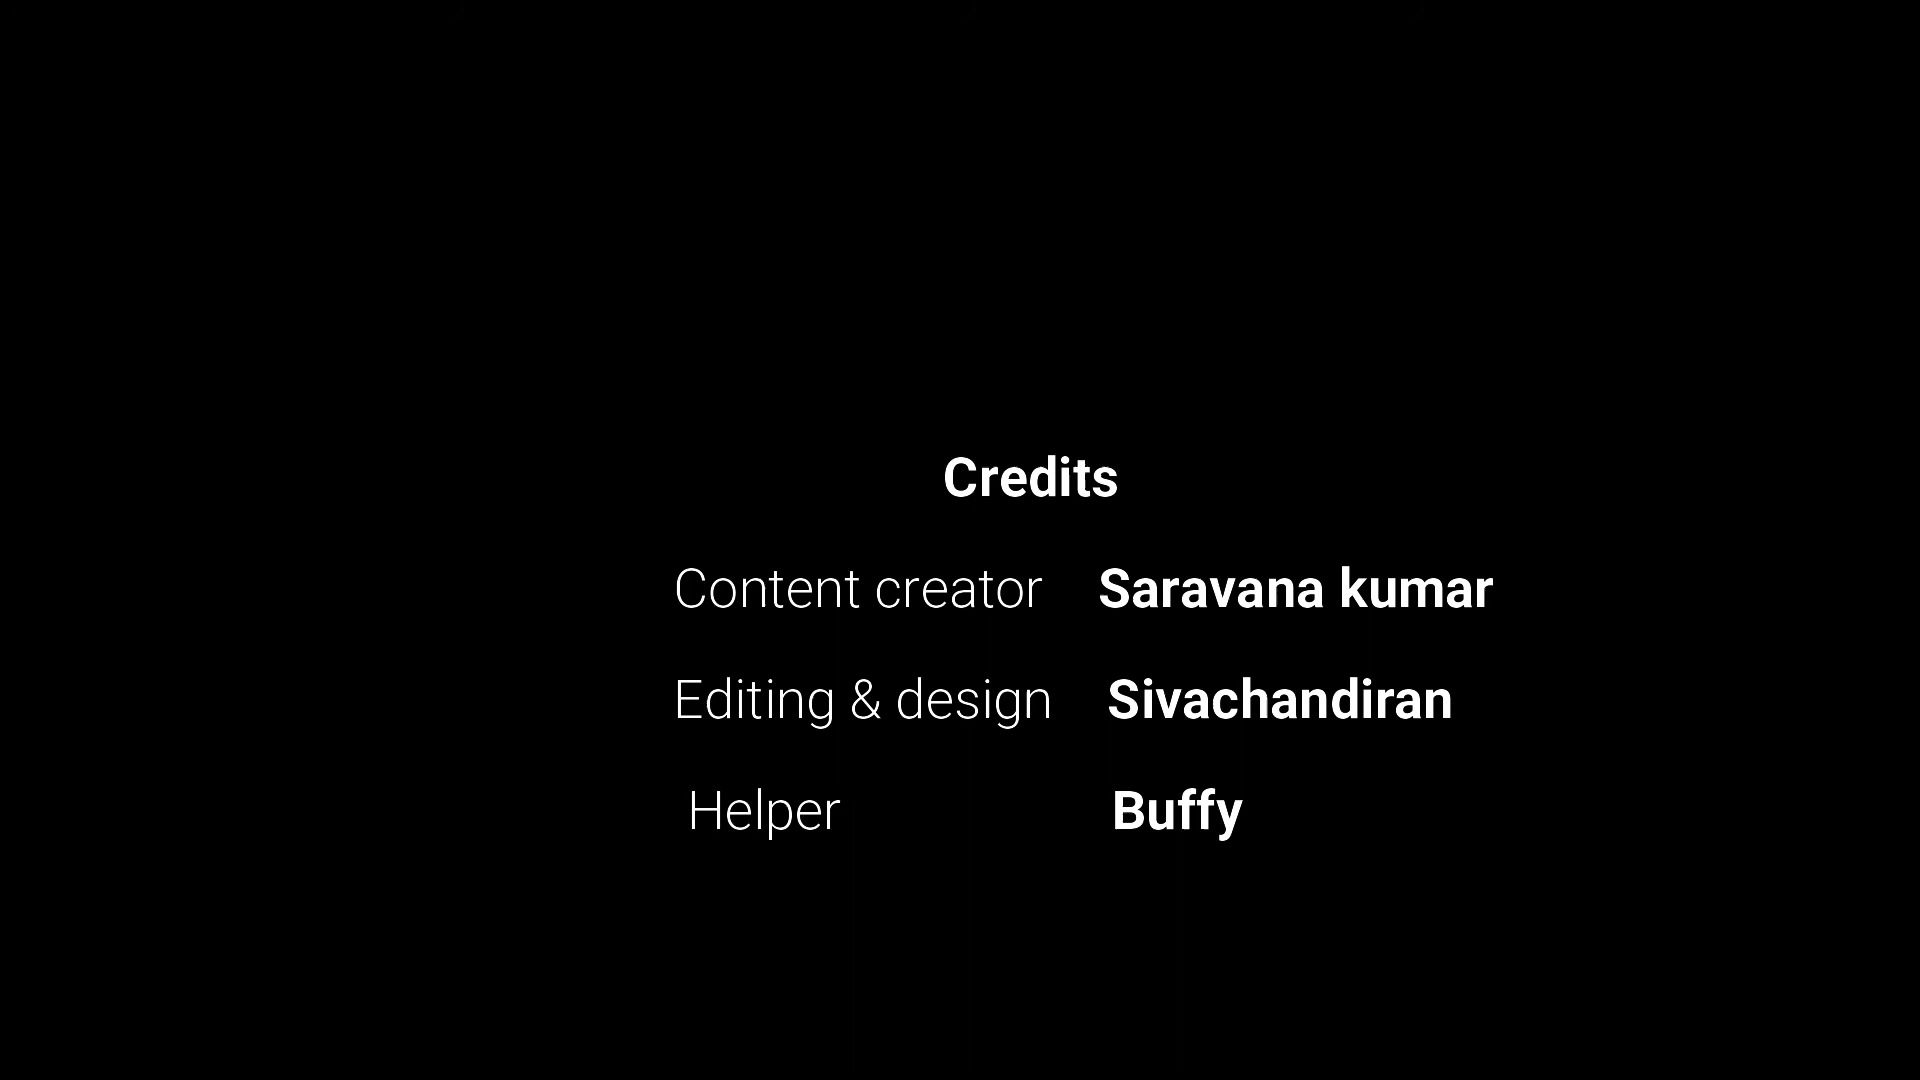 Credits
Content creator Saravana kumar
Editing & design Sivachandiran
Helper Buffy